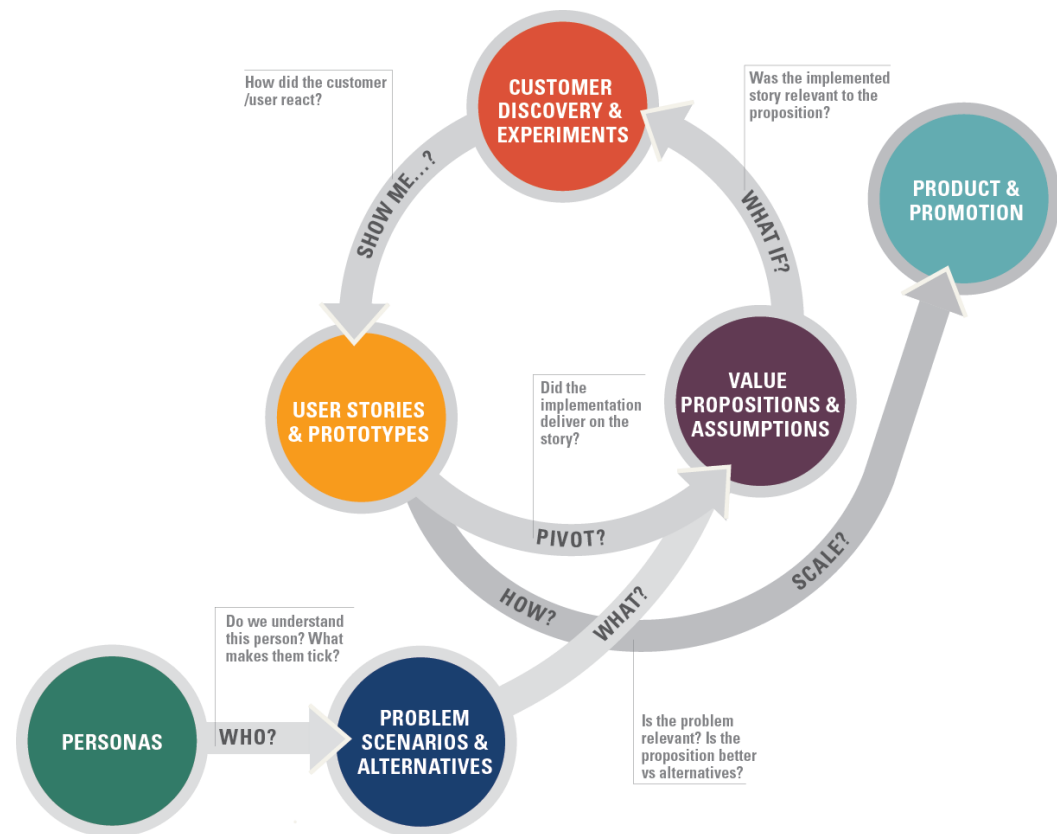 How did the customer
/user react?
CUSTOMER
DISCOVERY &
EXPERIMENTS
Was the implemented
story relevant to the
proposition?
PRODUCT &
PROMOTION
SHOW ME...?
WHAT IF?
USER STORIES
& PROTOTYPES
Did the
implementation
deliver on the
story?
VALUE
PROPOSITIONS &
ASSUMPTIONS
PIVOT?
HOW?
WHAT?
SCALE?
Do we understand
this person? What
makes them tick?
PERSONAS
WHO?
PROBLEM
SCENARIOS &
ALTERNATIVES
Is the problem
relevant? Is the
proposition better
vs alternatives?